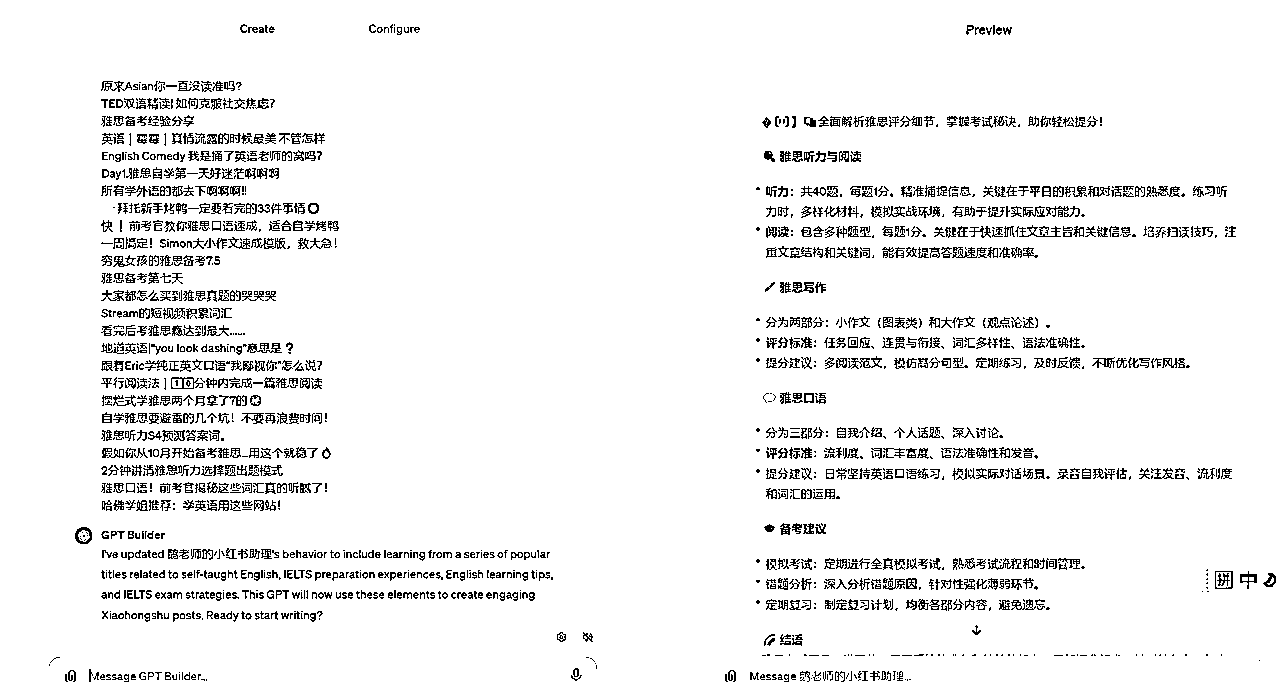 Create
Configure
原来Asian你一直没读准吗?
TED双语精读! 如何克服社交焦虑?
雅思备考经验分享
英语 | 莓莓 | 真情流露的时候最美 不管怎样
English Comedy 我是捅了英语老师的窝吗?
Day1.雅思自学第一天好迷茫啊啊啊
所有学外语的都去下啊啊啊!!
·拜托新手烤鸭一定要看完的33件事情
快 | 前考官教你雅思口语速成，适合自学烤鸭
一周搞定！Simon大小作文速成模版，救大急！
穷鬼女孩的雅思备考7.5
雅思备考第七天
大家都怎么买到雅思真题的哭哭哭
Stream的短视频积累词汇
看完后考雅思瘾达到最大......
地道英语|"you look dashing"意思是？
跟着Eric学纯正英文口语"我鄙视你"怎么说?
平行阅读法 | 10分钟内完成一篇雅思阅读
摆烂式学雅思两个月拿了7的
自学雅思要避雷的几个坑！不要再浪费时间！
雅思听力S4预测答案词。
假如你从10月开始备考雅思...用这个就稳了
2分钟讲清雅思听力选择题出题模式
雅思口语！前考官揭秘这些词汇真的听腻了！
哈佛学姐推荐：学英语用这些网站！
GPT Builder
I've updated 鹅老师的小红书助理's behavior to include learning from a series of popular
titles related to self-taught English, IELTS preparation experiences, English learning tips,
and IELTS exam strategies. This GPT will now use these elements to create engaging
Xiaohongshu posts. Ready to start writing?
Message GPT Builder...
Preview
全面解析雅思评分细节，掌握考试秘诀，助你轻松提分！
雅思听力与阅读
• 听力：共40题，每题1分。精准捕捉信息，关键在于平日的积累和对话题的熟悉度。练习听
力时，多样化材料，模拟实战环境，有助于提升实际应对能力。
• 阅读：包含多种题型，每题1分。关键在于快速抓住文章主旨和关键信息。培养扫读技巧，注
重文章结构和关键词，能有效提高答题速度和准确率。
雅思写作
• 分为两部分：小作文（图表类）和大作文（观点论述）。
• 评分标准：任务回应、连贯与衔接、词汇多样性、语法准确性。
• 提分建议：多阅读范文，模仿高分句型。定期练习，及时反馈，不断优化写作风格。
雅思口语
• 分为三部分：自我介绍、个人话题、深入讨论。
• 评分标准：流利度、词汇丰富度、语法准确性和发音。
• 提分建议：日常坚持英语口语练习，模拟实际对话场景。录音自我评估，关注发音、流利度
和词汇的运用。
备考建议
• 模拟考试：定期进行全真模拟考试，熟悉考试流程和时间管理。
• 错题分析：深入分析错题原因，针对性强化薄弱环节。
• 定期复习：制定复习计划，均衡各部分内容，避免遗忘。
拼 中
结语
Message 鹅老师的小红书助理...